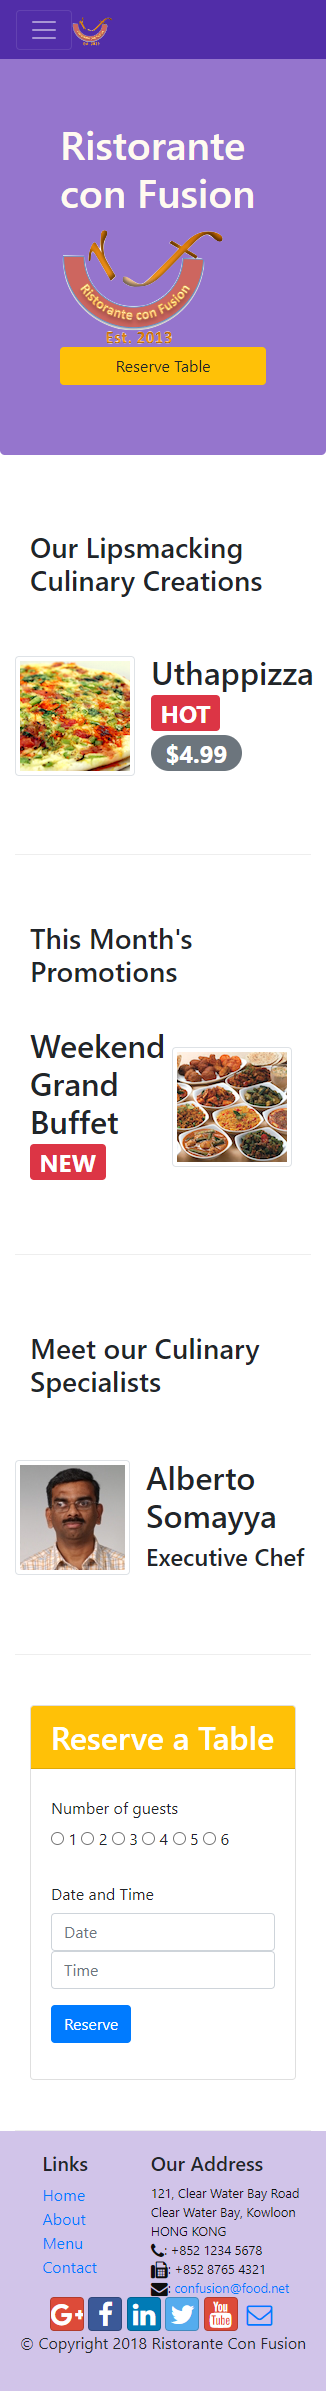 Ristorante
con Fusion
Ristorante con Fusion
Est. 2013
Reserve Table
Our Lipsmacking
Culinary Creations
Uthappizza
HOT
$4.99
This Month's
Promotions
Weekend
Grand
Buffet
NEW
Meet our Culinary
Specialists
Alberto
Somayya
Executive Chef
Reserve a Table
Number of guests
1 2 3 4 5 6
Date and Time
Date
Time
Reserve
Links
Home
About
Menu
Contact
Our Address
121, Clear Water Bay Road
Clear Water Bay, Kowloon
HONG KONG
: +852 1234 5678
: +852 8765 4321
: confusion@food.net
G+ f in You Tube
© Copyright 2018 Ristorante Con Fusion